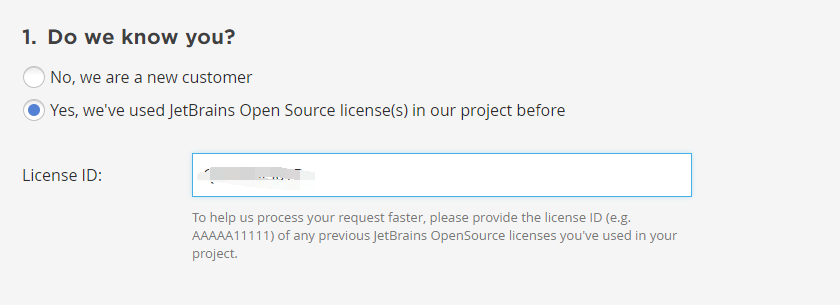 1. Do we know you?
No, we are a new customer
Yes, we've used JetBrains Open Source license(s) in our project before
License ID:
To help us process your request faster, please provide the license ID (e.g.
AAAAA11111) of any previous JetBrains OpenSource licenses you've used in your
project.